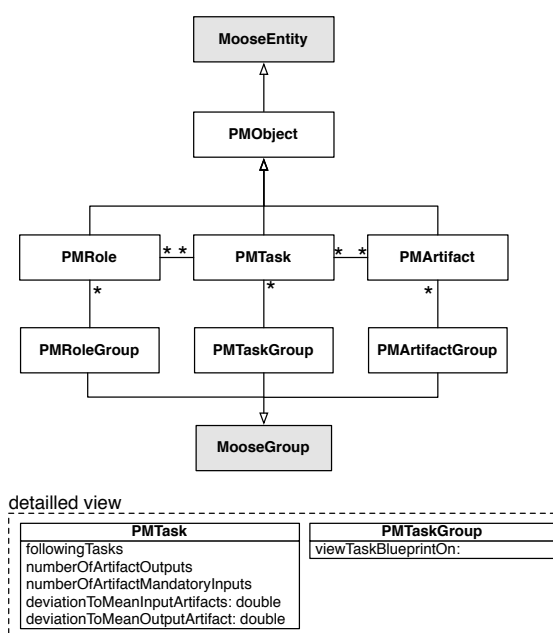 MooseEntity
PMObject
* * * *
PMRole PMTask PMArtifact
* * *
PMRoleGroup PMTaskGroup PMArtifactGroup
MooseGroup
detailled view
PMTask
followingTasks
numberOfArtifactOutputs
numberOfArtifactMandatoryInputs
deviationToMeanInputArtifacts: double
deviationToMeanOutputArtifact: double
PMTaskGroup
viewTaskBlueprintOn: